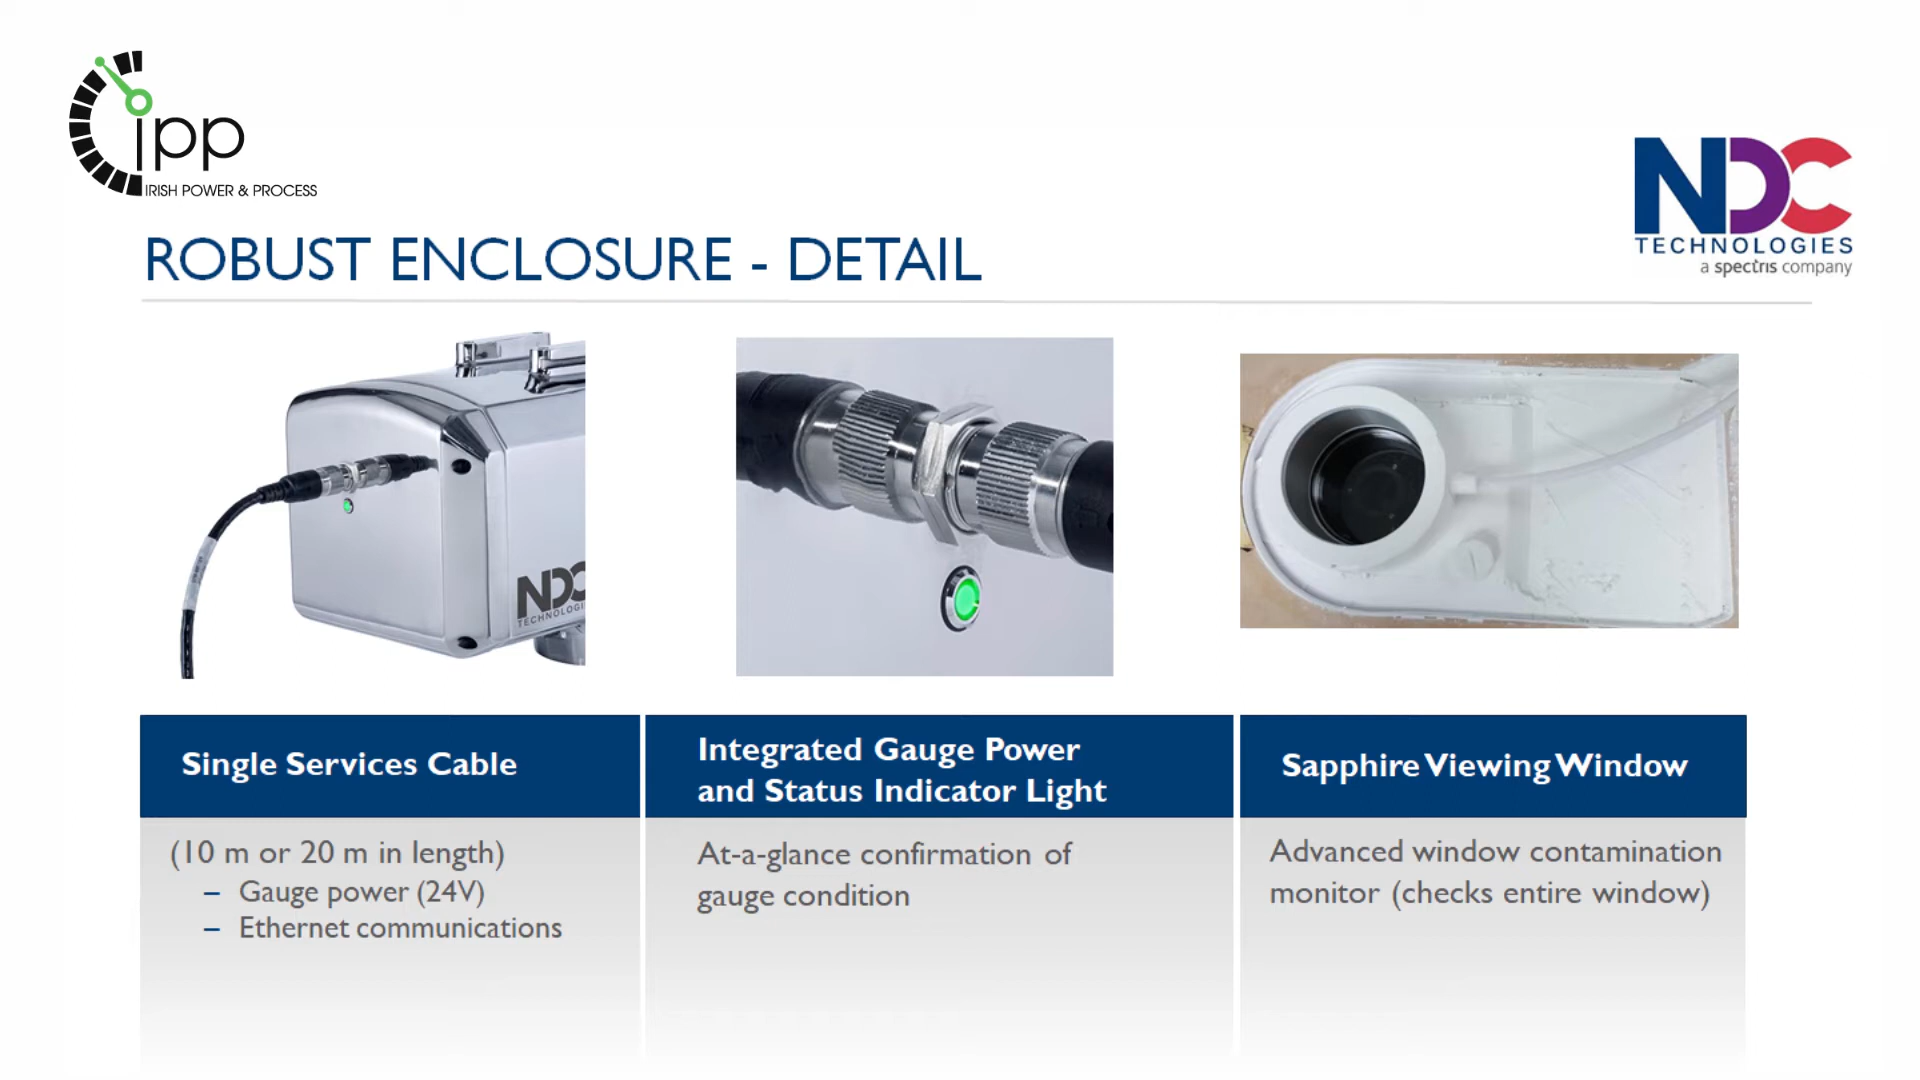 ipp
IRISH POWER & PROCESS
NDC
TECHNOLOGIES
a spectris company
ROBUST ENCLOSURE - DETAIL
NDC
TECHNOLOGI
Single Services Cable
(10 m or 20 m in length)
– Gauge power (24V)
– Ethernet communications
Integrated Gauge Power
and Status Indicator Light
At-a-glance confirmation of
gauge condition
Sapphire Viewing Window
Advanced window contamination
monitor (checks entire window)